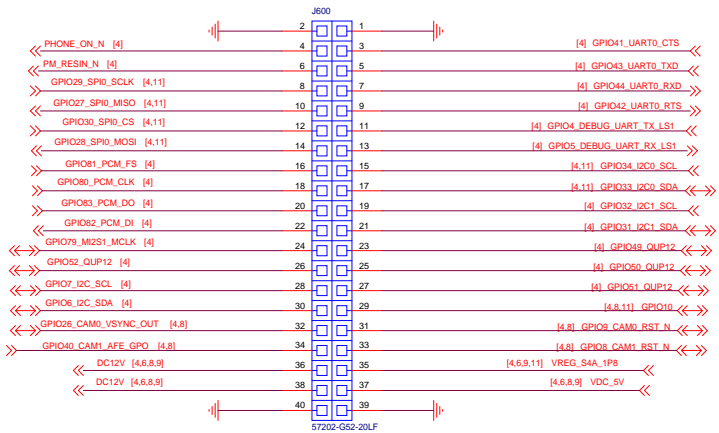 J600
2 1
PHONE_ON_N [4] 4 3 [4] GPIO41_UART0_CTS
PM_RESIN_N [4] 6 5 [4] GPIO43_UART0_TXD
GPIO29_SPI0_SCLK [4,11] 8 7 [4] GPIO44_UART0_RXD
GPIO27_SPI0_MISO [4,11] 10 9 [4] GPIO42_UART0_RTS
GPIO30_SPI0_CS [4,11] 12 11 [4] GPIO4_DEBUG_UART_TX_LS1
GPIO28_SPI0_MOSI [4,11] 14 13 [4] GPIO5_DEBUG_UART_RX_LS1
GPIO81_PCM_FS [4] 16 15 [4,11] GPIO34_I2C0_SCL
GPIO80_PCM_CLK [4] 18 17 [4,11] GPIO33_I2C0_SDA
GPIO83_PCM_DO [4] 20 19 [4] GPIO32_I2C1_SCL
GPIO82_PCM_DI [4] 22 21 [4] GPIO31_I2C1_SDA
GPIO79_MI2S1_MCLK [4] 24 23 [4] GPIO49_QUP12
GPIO52_QUP12 [4] 26 25 [4] GPIO50_QUP12
GPIO7_I2C_SCL [4] 28 27 [4] GPIO51_QUP12
GPIO6_I2C_SDA [4] 30 29 [4,8,11] GPIO10
GPIO26_CAM0_VSYNC_OUT [4,8] 32 31 [4,8] GPIO9_CAM0_RST_N
GPIO40_CAM1_AFE_GPO [4,8] 34 33 [4,8] GPIO8_CAM1_RST_N
DC12V [4,6,8,9] 36 35 [4,6,9,11] VREG_S4A_1P8
DC12V [4,6,8,9] 38 37 [4,6,8,9] VDC_5V
40 39
57202-G52-20LF